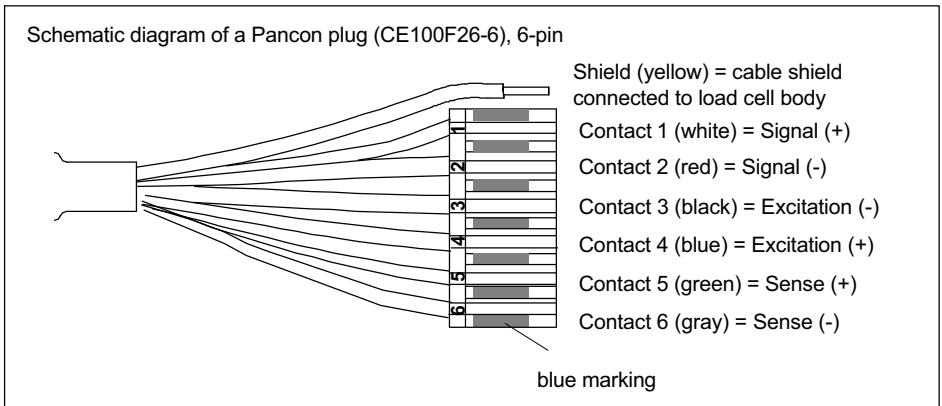 Schematic diagram of a Pancon plug (CE100F26-6), 6-pin
Shield (yellow) = cable shield
connected to load cell body
1
Contact 1 (white) = Signal (+)
2
Contact 2 (red) = Signal (-)
3
Contact 3 (black) = Excitation (-)
4
Contact 4 (blue) = Excitation (+)
5
Contact 5 (green) = Sense (+)
6
Contact 6 (gray) = Sense (-)
blue marking